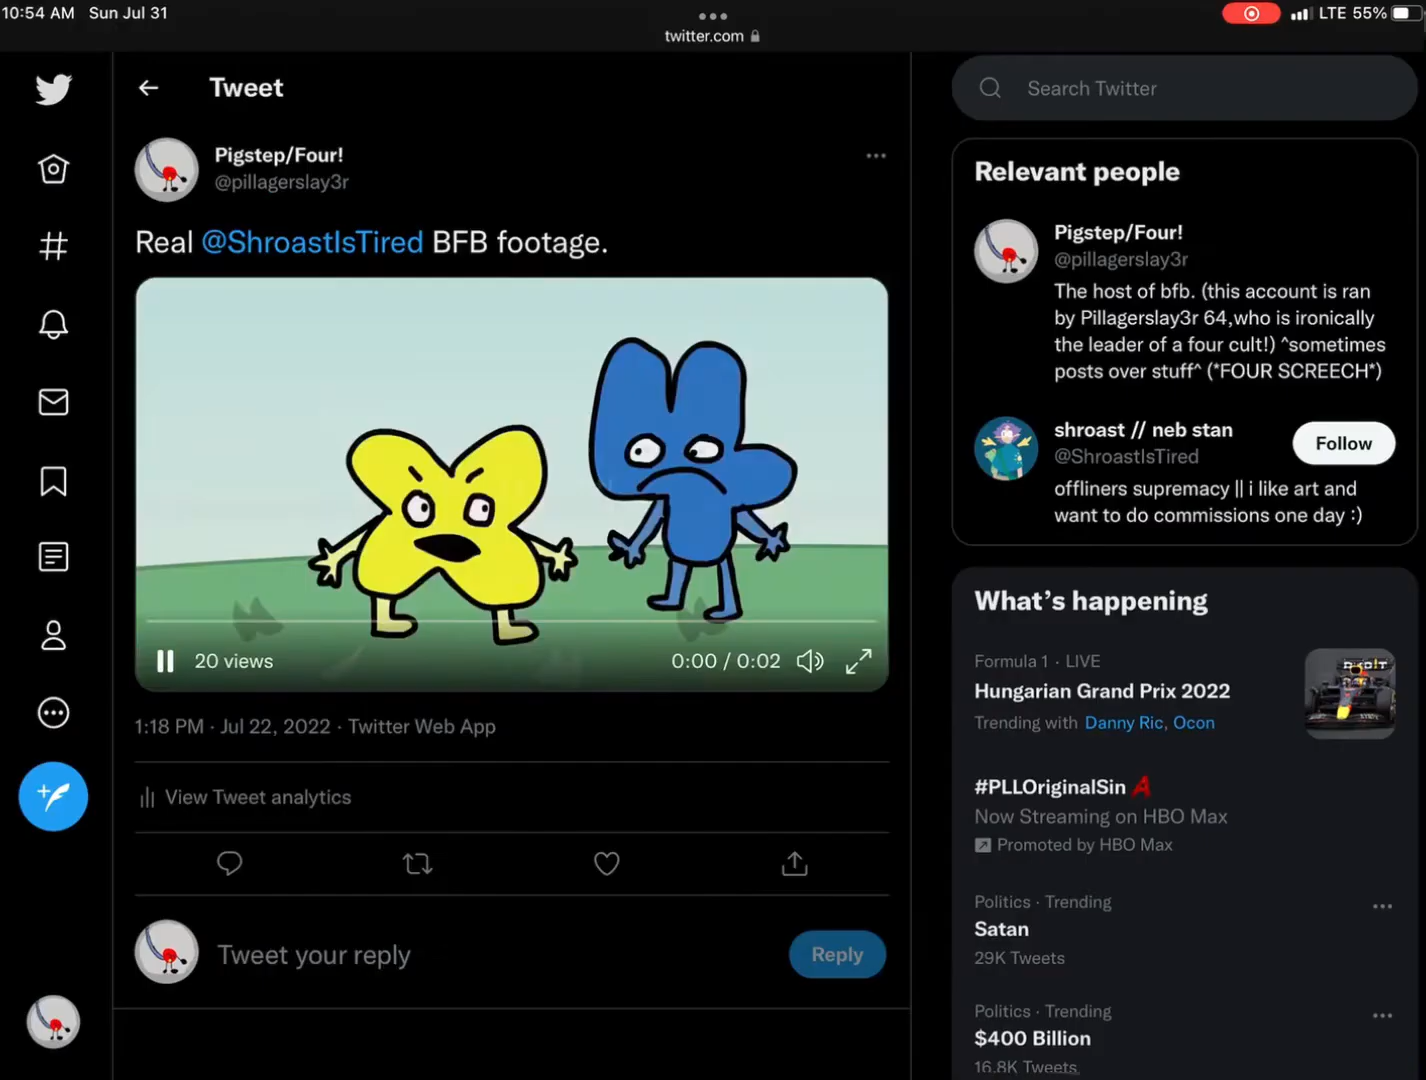 10:54 AM Sun Jul 31
twitter.com
LTE 55%
Tweet
Pigstep/Four!
@pillagerslay3r
Real @ShroastIsTired BFB footage.
20 views
0:00 / 0:02
1:18 PM · Jul 22, 2022 · Twitter Web App
View Tweet analytics
Tweet your reply
Reply
Search Twitter
Relevant people
Pigstep/Four!
@pillagerslay3r
The host of bfb. (this account is ran
by Pillagerslay3r 64,who is ironically
the leader of a four cult!) ^sometimes
posts over stuff^ (*FOUR SCREECH*)
shroast // neb stan
@ShroastIsTired
Follow
offliners supremacy || i like art and
want to do commissions one day :)
What's happening
Formula 1 · LIVE
Hungarian Grand Prix 2022
Trending with Danny Ric, Ocon
#PLLOriginalSin
Now Streaming on HBO Max
Promoted by HBO Max
Politics · Trending
Satan
29K Tweets
Politics · Trending
$400 Billion
16.8K Tweets